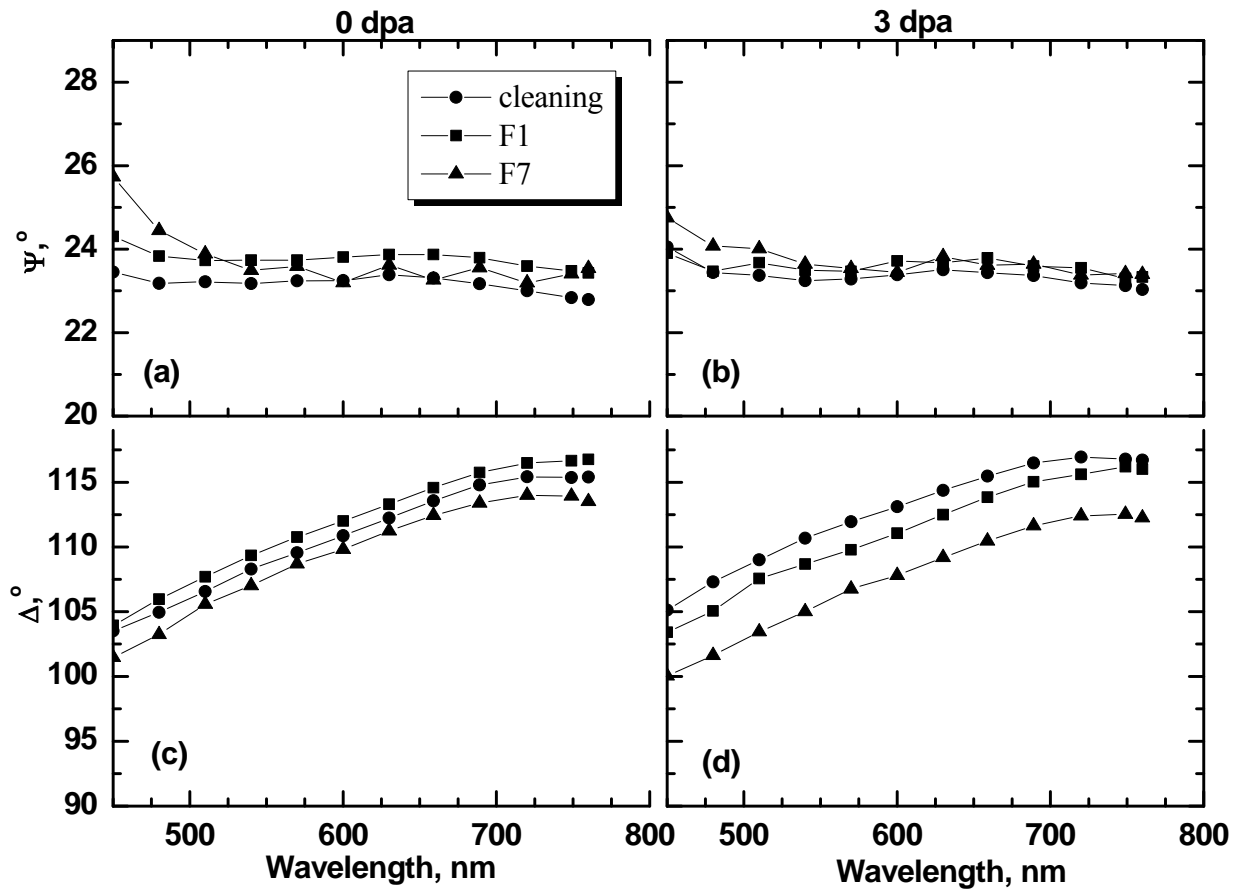 0 dpa
3 dpa
28
26
24
22
20
Ψ,°
cleaning
F1
F7
(a)
(b)
115
110
105
100
95
90
Δ,°
(c)
(d)
500 600 700 800
500 600 700 800
Wavelength, nm
Wavelength, nm